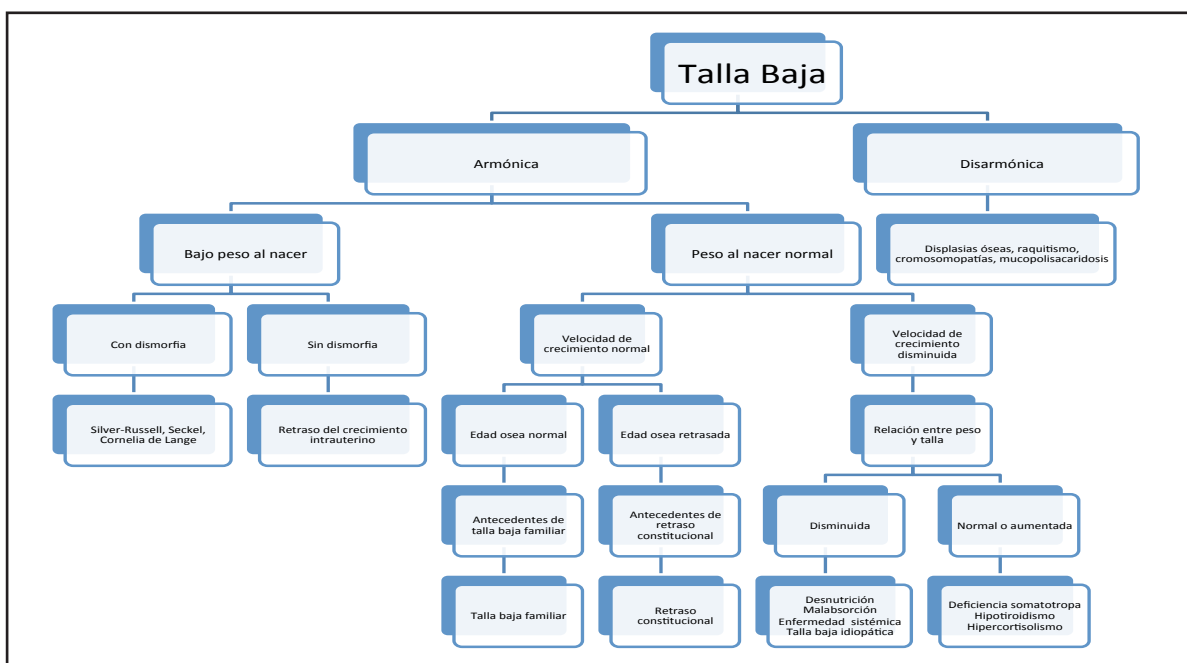 Talla Baja
Armónica
Disarmónica
Bajo peso al nacer
Peso al nacer normal
Displasias óseas, raquitismo,
cromosomopatías, mucopolisacaridosis
Con dismorfia
Sin dismorfia
Velocidad de
crecimiento normal
Velocidad de
crecimiento
disminuida
Silver-Russell, Seckel,
Cornelia de Lange
Retraso del crecimiento
intrauterino
Edad osea normal
Edad osea retrasada
Relación entre peso
y talla
Antecedentes de
talla baja familiar
Antecedentes de
retraso
constitucional
Disminuida
Normal o aumentada
Talla baja familiar
Retraso
constitucional
Desnutrición
Malabsorción
Enfermedad sistémica
Talla baja idiopática
Deficiencia somatotropa
Hipotiroidismo
Hipercortisolismo